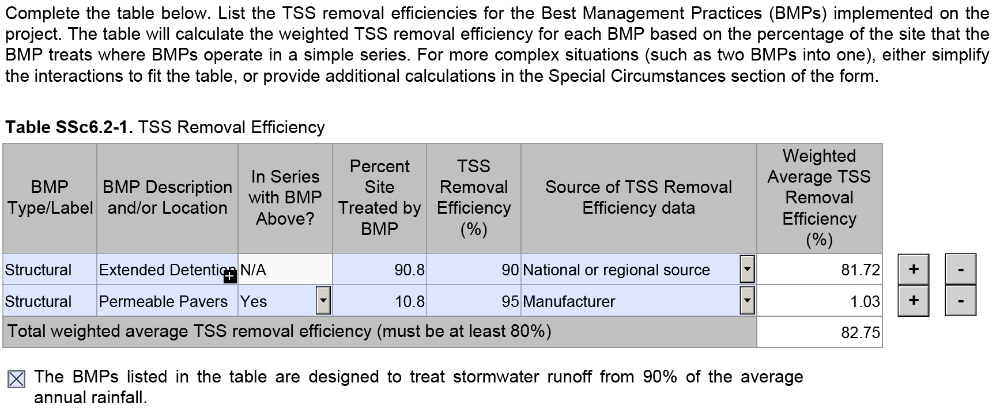 Complete the table below. List the TSS removal efficiencies for the Best Management Practices (BMPs) implemented on the
project. The table will calculate the weighted TSS removal efficiency for each BMP based on the percentage of the site that the
BMP treats where BMPs operate in a simple series. For more complex situations (such as two BMPs into one), either simplify
the interactions to fit the table, or provide additional calculations in the Special Circumstances section of the form.
Table SSc6.2-1. TSS Removal Efficiency
BMP Type/Label
BMP Description and/or Location
In Series with BMP Above?
Percent Site Treated by BMP
TSS Removal Efficiency (%)
Source of TSS Removal Efficiency data
Weighted Average TSS Removal Efficiency (%)
Structural Extended Detention N/A 90.8 90 National or regional source 81.72 + -
Structural Permeable Pavers Yes 10.8 95 Manufacturer 1.03 + -
Total weighted average TSS removal efficiency (must be at least 80%) 82.75
The BMPs listed in the table are designed to treat stormwater runoff from 90% of the average
annual rainfall.